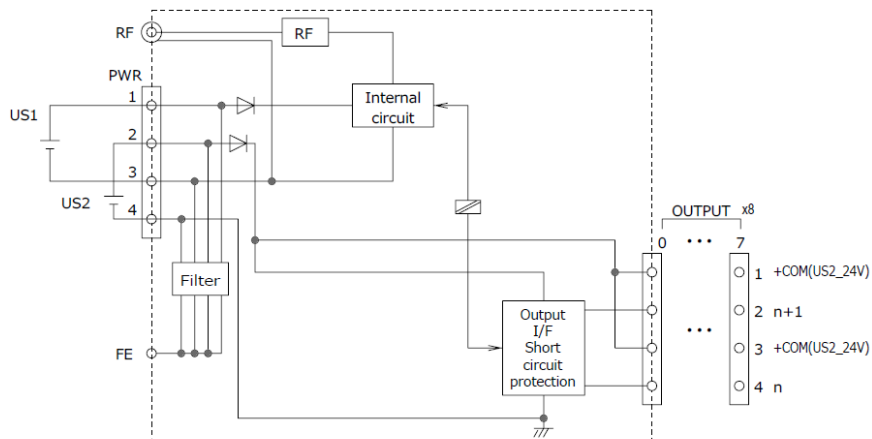 RF
RF
PWR
1
Internal
circuit
US1
2
3
US2
4
OUTPUT x8
0 ••• 7
Filter
1 +COM(US2_24V)
Output
I/F
Short
circuit
protection
2 n+1
•••
3 +COM(US2_24V)
FE
4 n